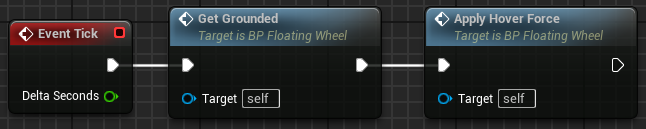 Event Tick
Delta Seconds
Get Grounded
Target is BP Floating Wheel
Target self
Apply Hover Force
Target is BP Floating Wheel
Target self